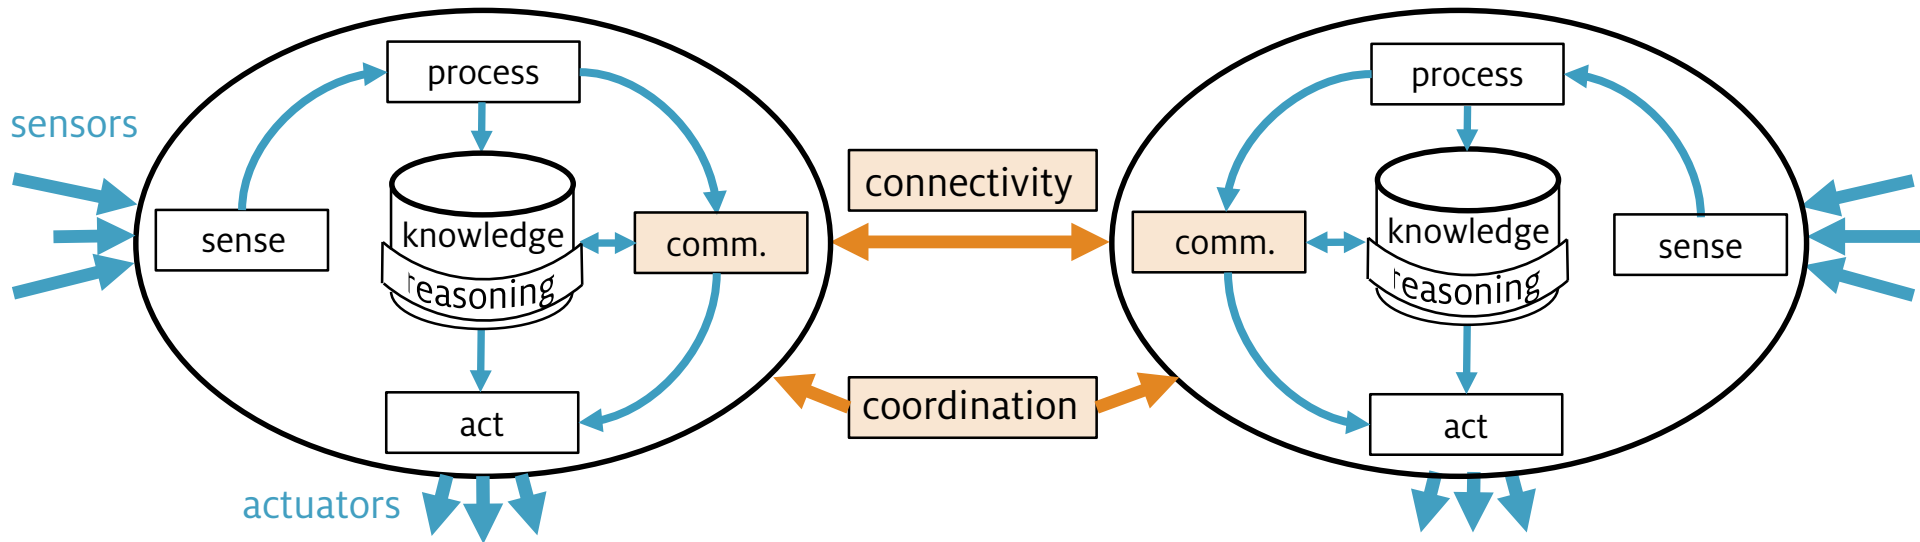 process
sensors
sense
knowledge
reasoning
comm.
act
actuators
connectivity
coordination
process
comm.
knowledge
reasoning
sense
act